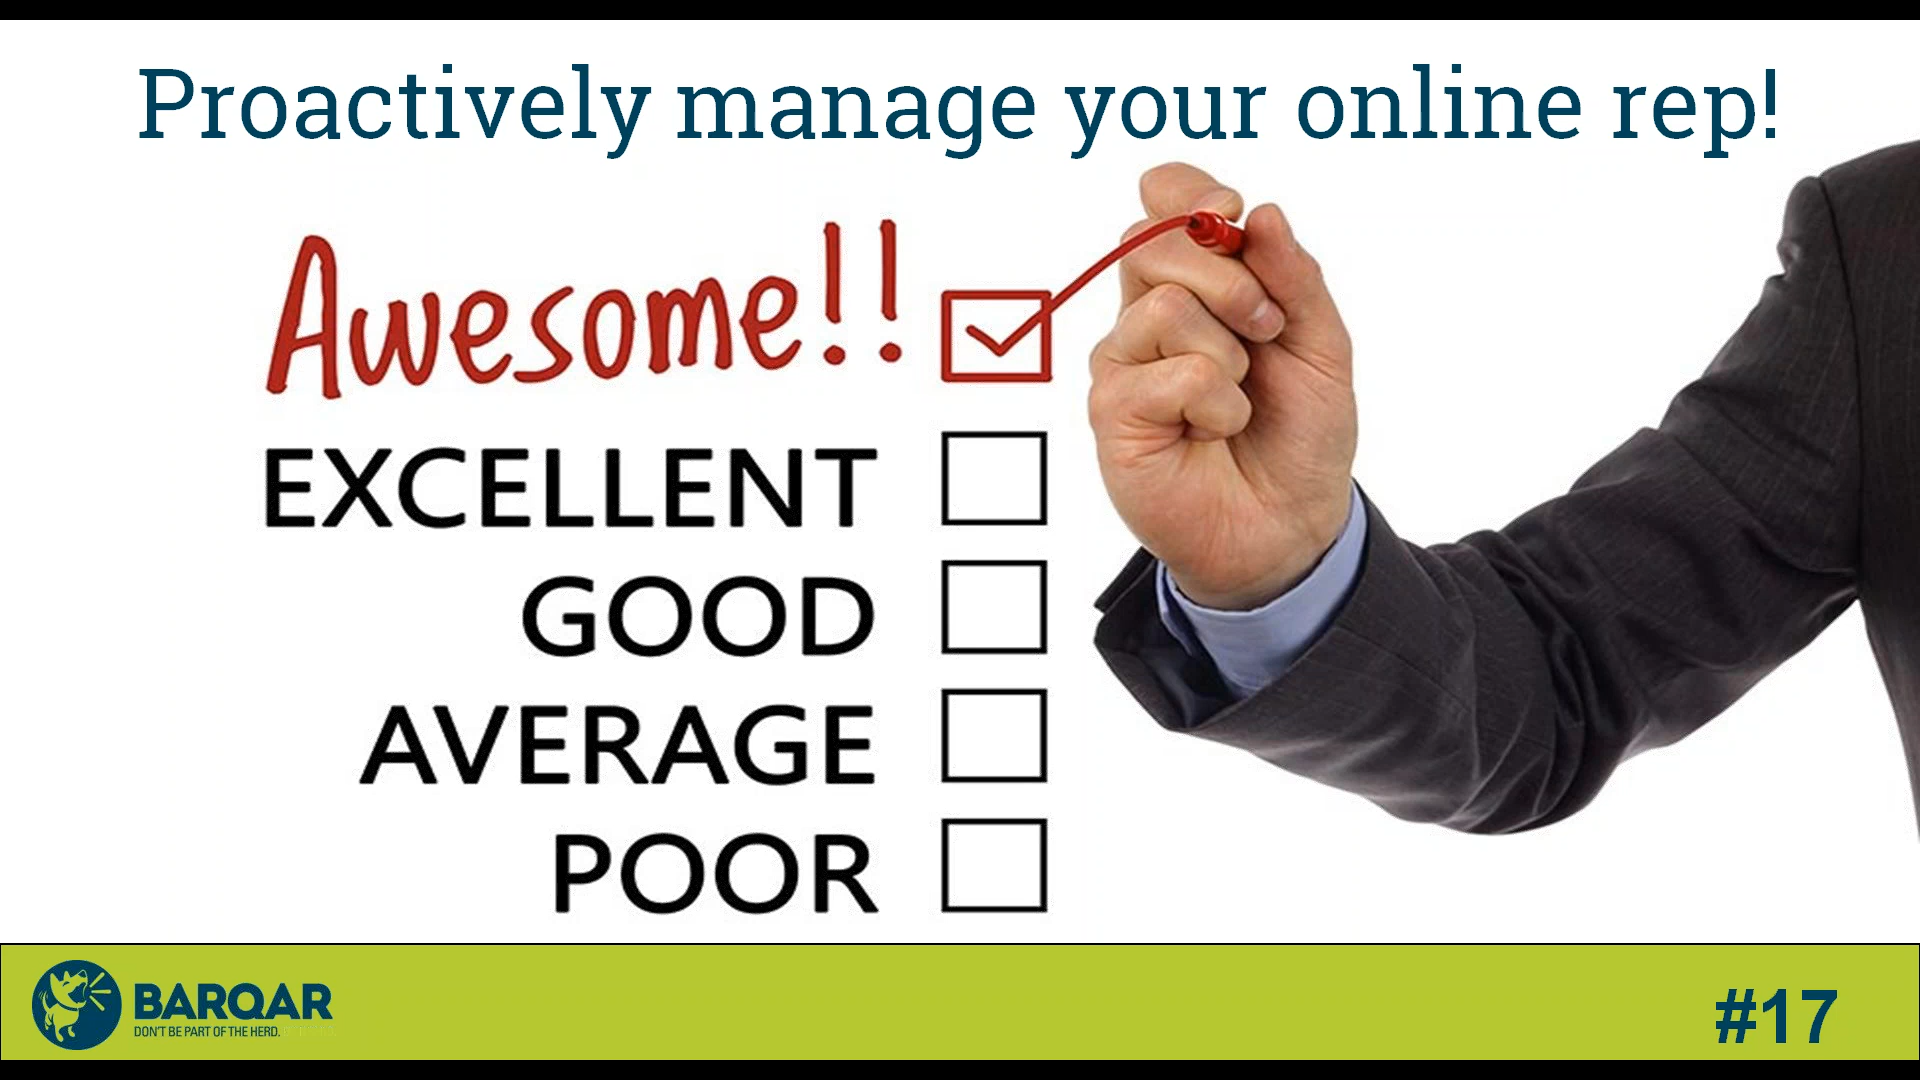 Proactively manage your online rep!
Awesome!!
EXCELLENT
GOOD
AVERAGE
POOR
BARQAR
DON'T BE PART OF THE HERD.
#17